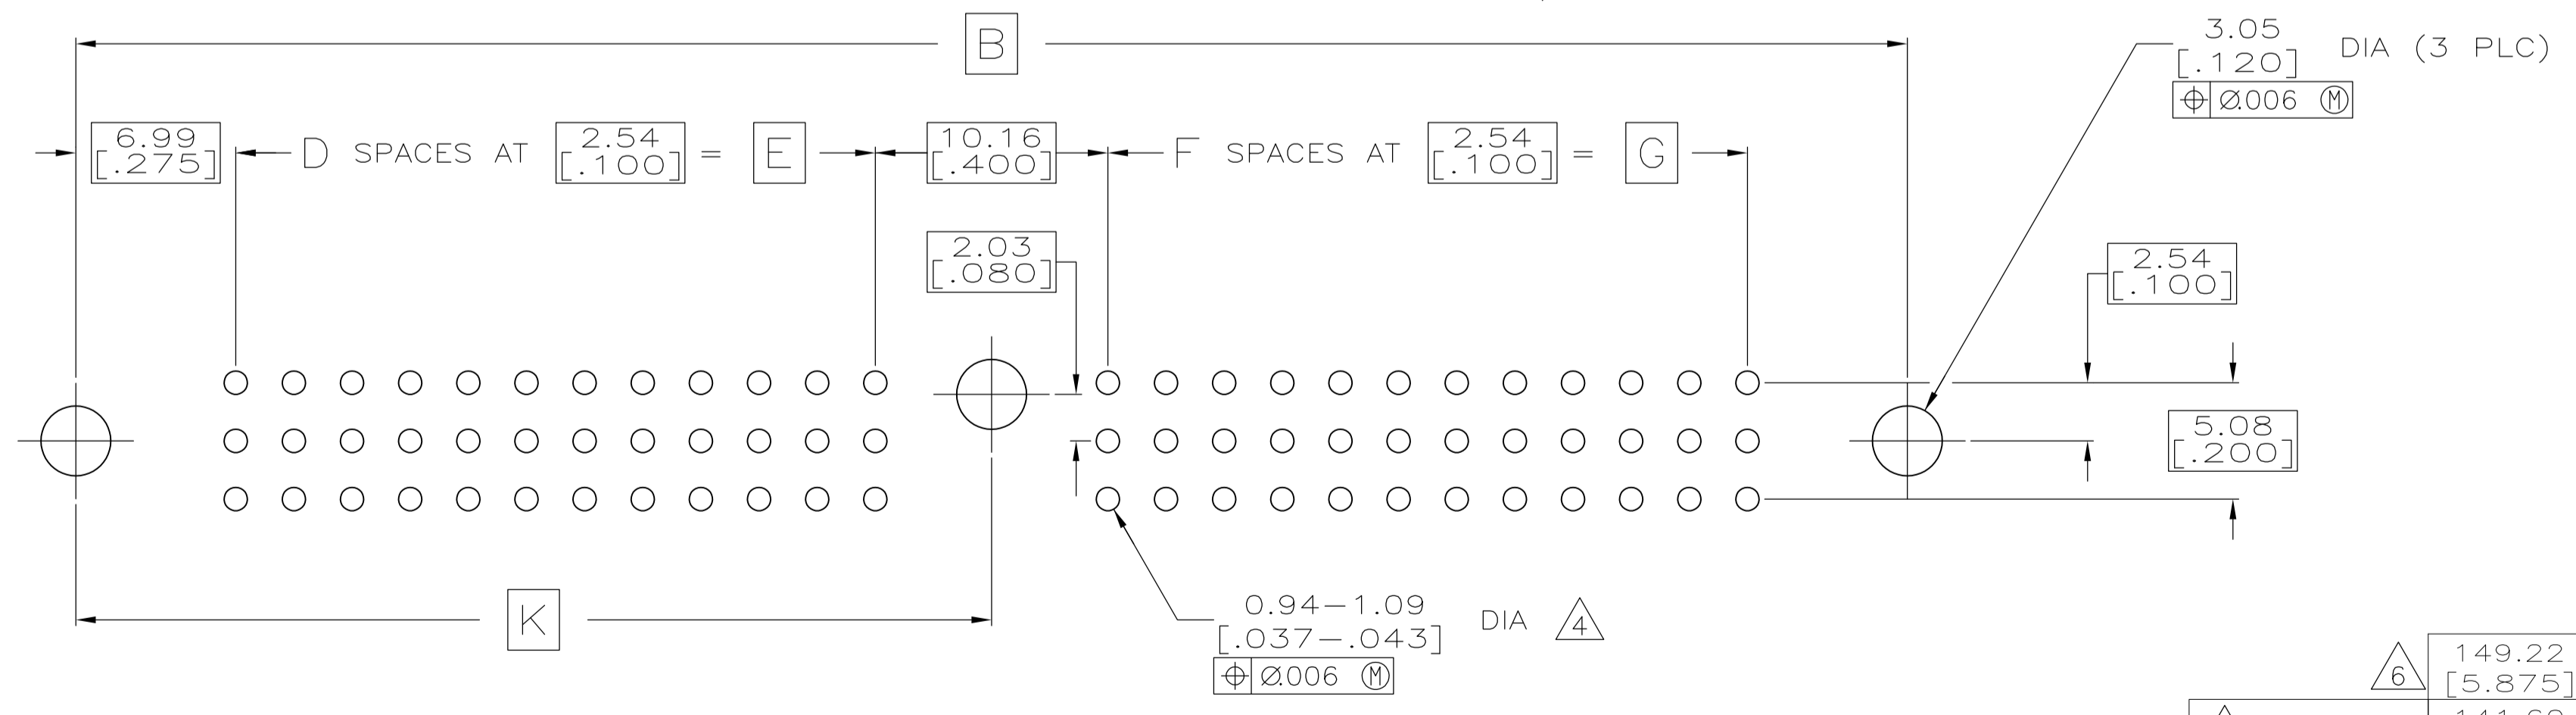 B
3.05
[.120] DIA (3 PLC)
⌖ Ø.006 Ⓜ
6.99
[.275]
D SPACES AT 2.54
[.100] = E
10.16
[.400]
F SPACES AT 2.54
[.100] = G
2.03
[.080]
2.54
[.100]
5.08
[.200]
K
0.94-1.09
[.037-.043] DIA 4
⌖ Ø.006 Ⓜ
6
149.22
[5.875]